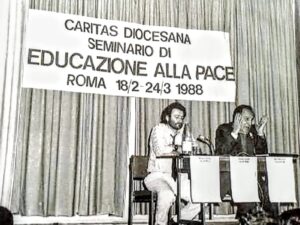 CARITAS DIOCESANA
SEMINARIO DI
EDUCAZIONE ALLA PACE
ROMA 18/2-24/3 1988